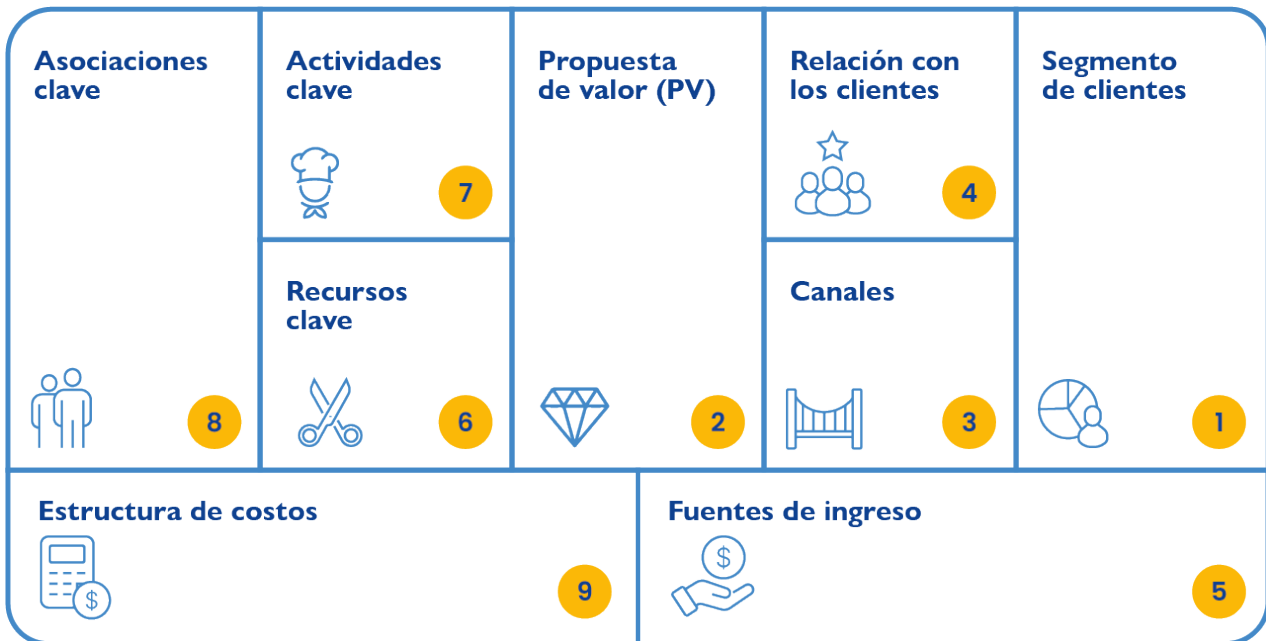 Asociaciones
clave
8
Actividades
clave
7
Recursos
clave
6
Propuesta
de valor (PV)
2
Relación con
los clientes
4
Canales
3
Segmento
de clientes
1
Estructura de costos
$
9
Fuentes de ingreso
$
5